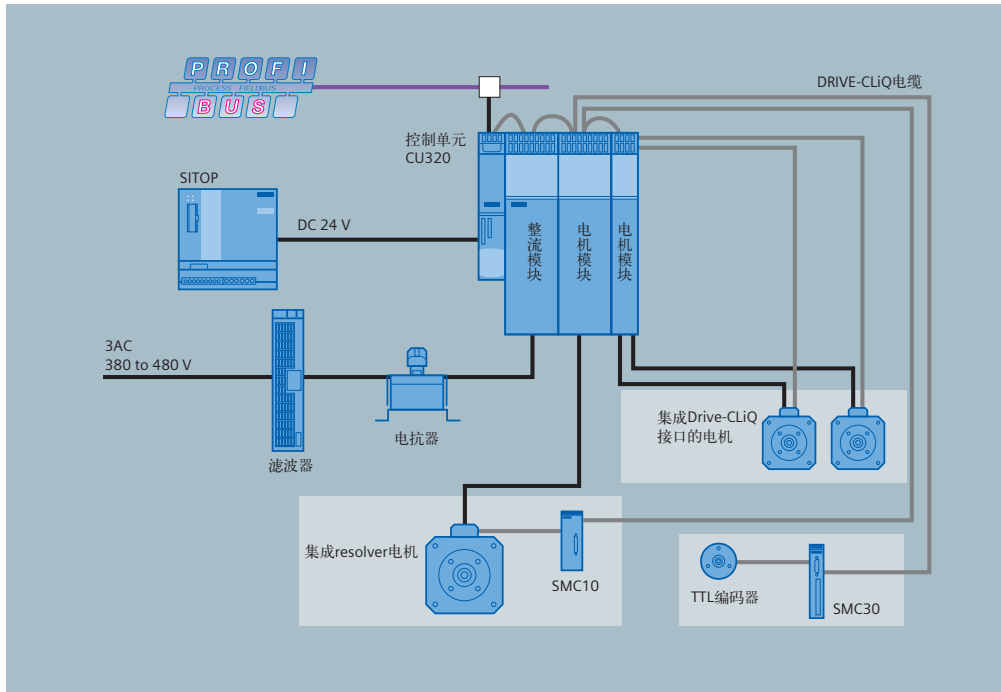 PROFI
PROCESS FIELDBUS
BUS
DRIVE-CLiQ电缆
控制单元
CU320
SITOP
DC 24 V
整流模块
电机模块
电机模块
3AC
380 to 480 V
滤波器
电抗器
集成Drive-CLiQ
接口的电机
集成resolver电机
SMC10
TTL编码器
SMC30